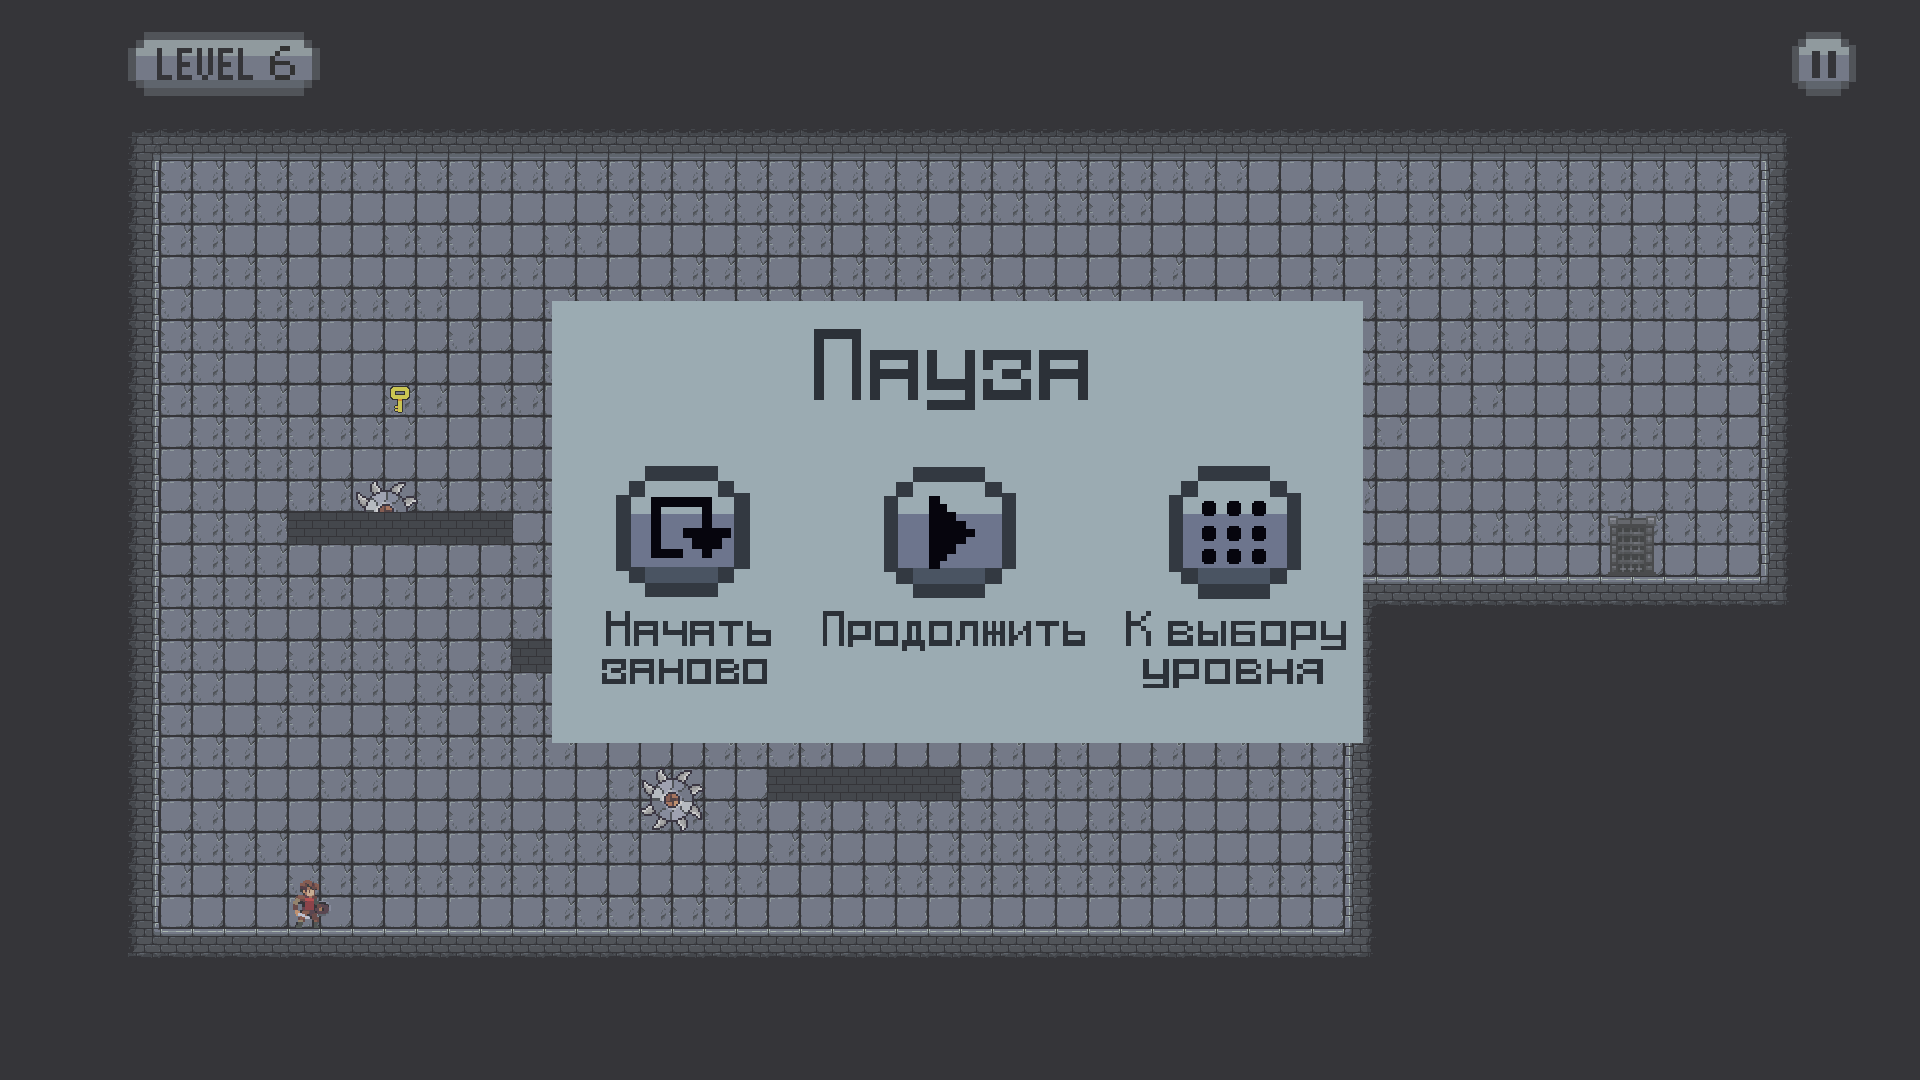 LEVEL 6
Пауза
Начать
заново
Продолжить
К выбору
уровня